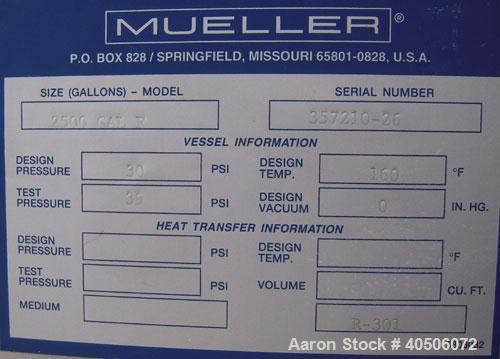 MUELLER®
P.O. BOX 828 / SPRINGFIELD, MISSOURI 65801-0828, U.S.A.
SIZE (GALLONS) – MODEL SERIAL NUMBER
2500 GAL F 357210-26
VESSEL INFORMATION
DESIGN PRESSURE 30 PSI DESIGN TEMP. 160 °F
TEST PRESSURE 39 PSI DESIGN VACUUM 0 IN. HG.
HEAT TRANSFER INFORMATION
DESIGN PRESSURE PSI DESIGN TEMP. °F
TEST PRESSURE PSI VOLUME CU. FT.
MEDIUM R-301
Aaron Stock # 40506072